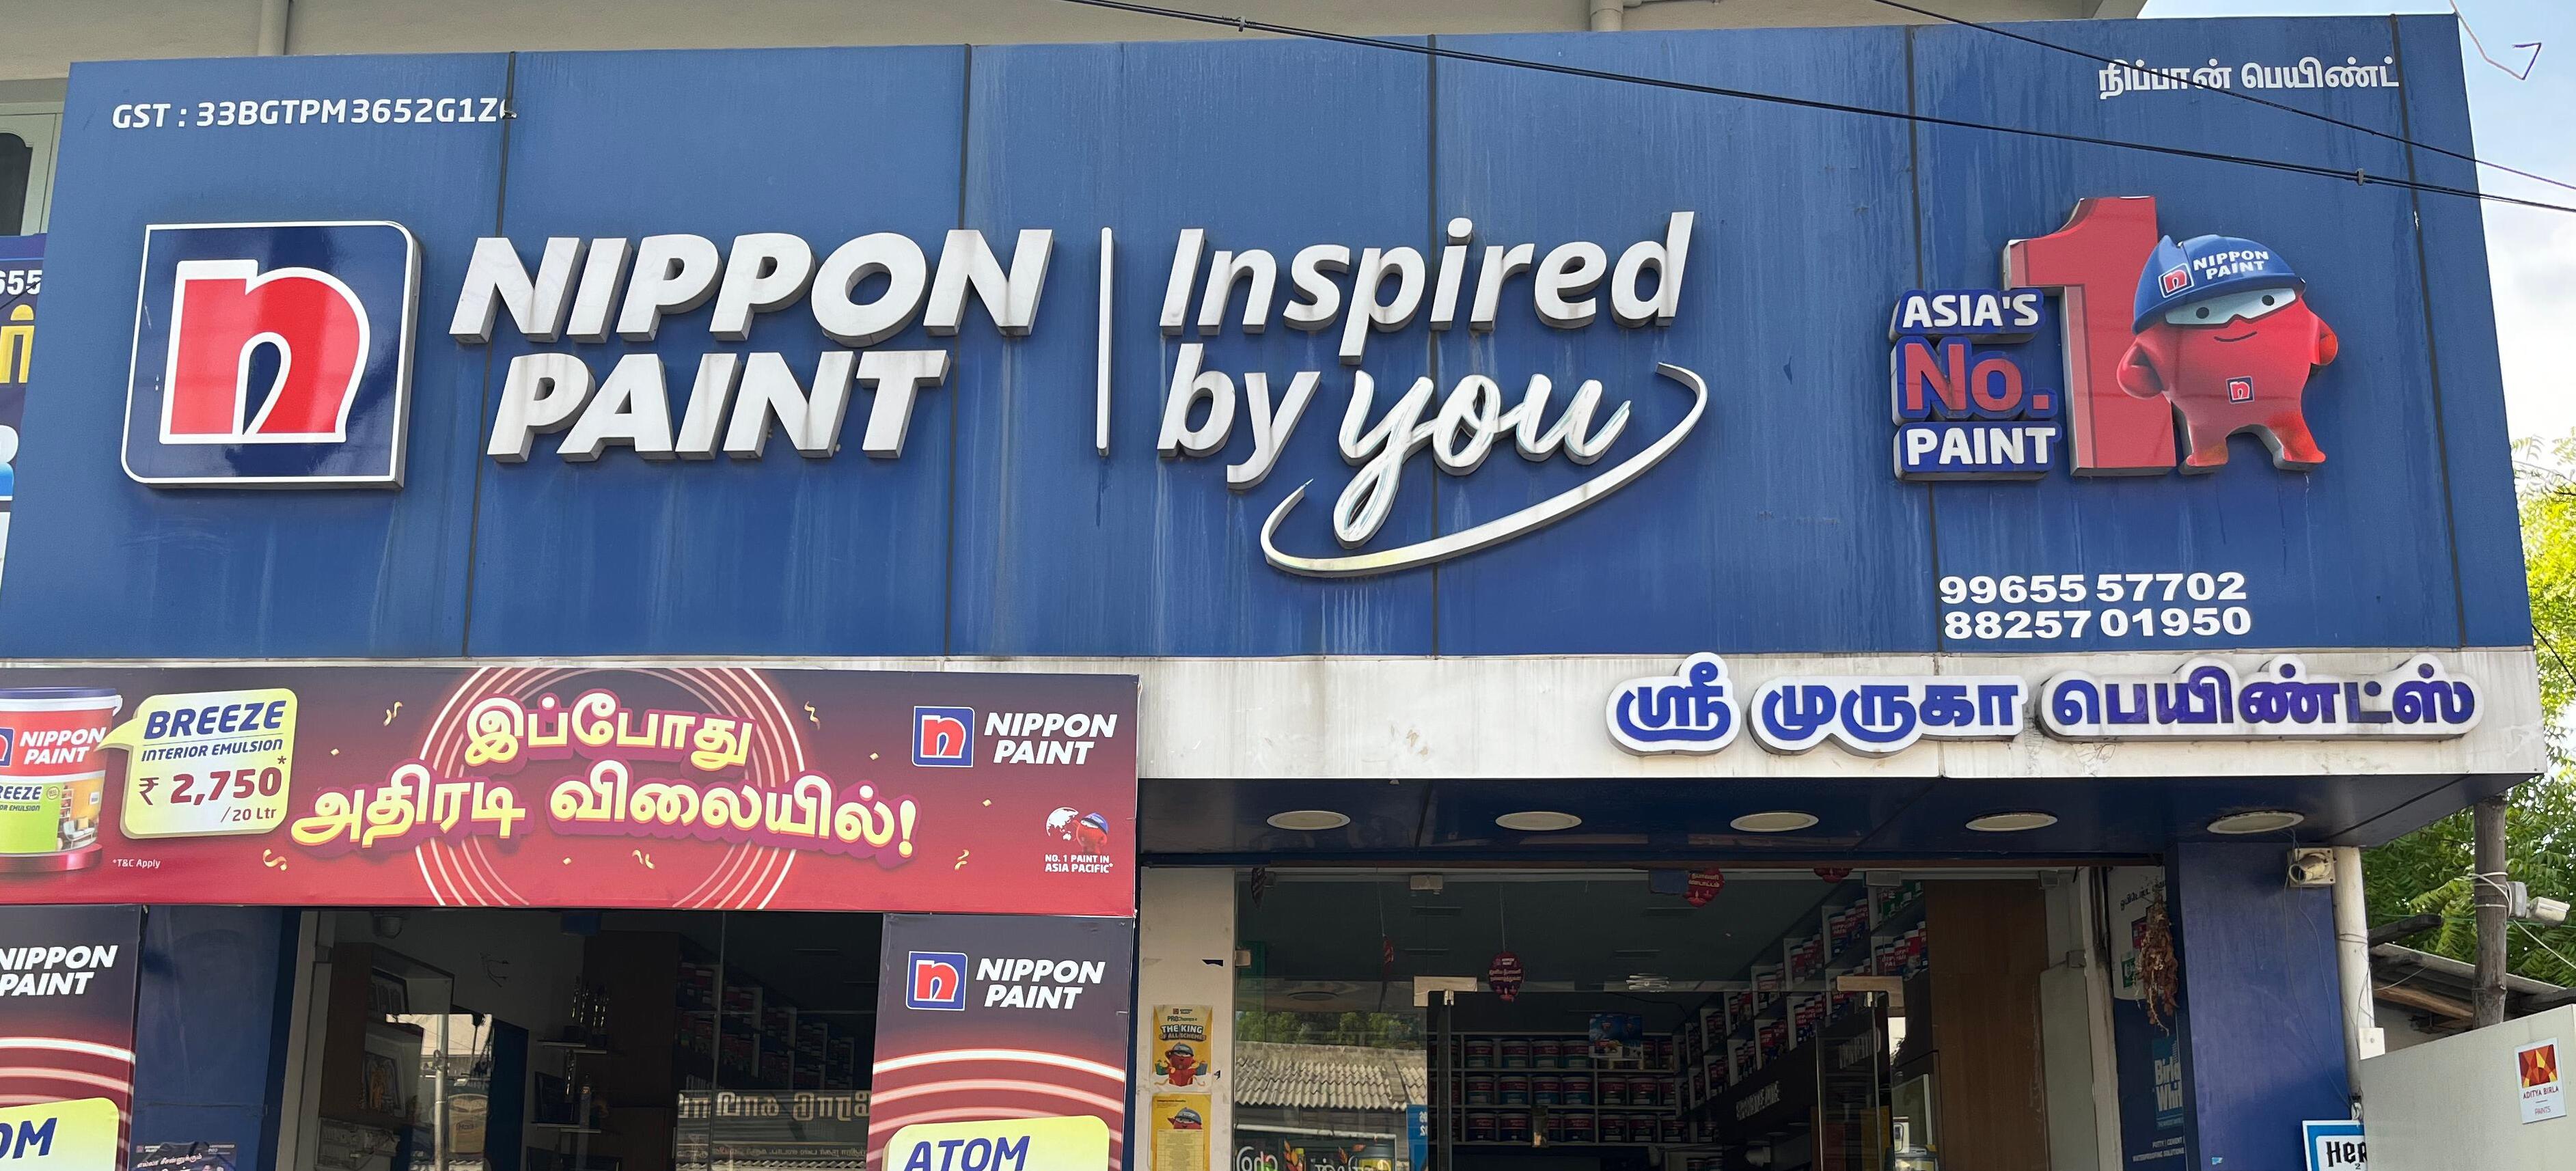 GST : 33BGTPM3652G1Z
நிப்பான் பெயிண்ட்
NIPPON
PAINT
Inspired
by you
ASIA'S
No. 1
PAINT
NIPPON
PAINT
99655 57702
88257 01950
ஸ்ரீ முருகா பெயிண்ட்ஸ்
NIPPON
PAINT
BREEZE
INTERIOR EMULSION
₹ 2,750*
/20 Ltr
*T&C Apply
இப்போது
அதிரடி விலையில்!
NIPPON
PAINT
NO. 1 PAINT IN
ASIA PACIFIC*
NIPPON
PAINT
NIPPON
PAINT
ATOM
THE KING
ADITYA BIRLA
PAINTS